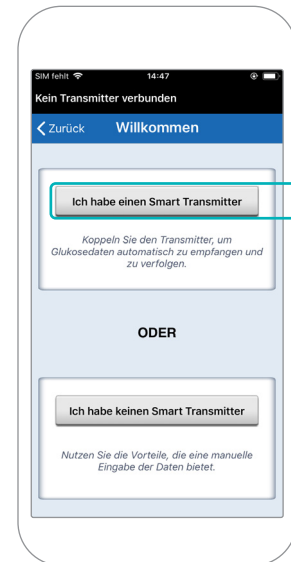 SIM fehlt 14:47
Kein Transmitter verbunden
Zurück Willkommen
Ich habe einen Smart Transmitter
Koppeln Sie den Transmitter, um
Glukosedaten automatisch zu empfangen und
zu verfolgen.
ODER
Ich habe keinen Smart Transmitter
Nutzen Sie die Vorteile, die eine manuelle
Eingabe der Daten bietet.